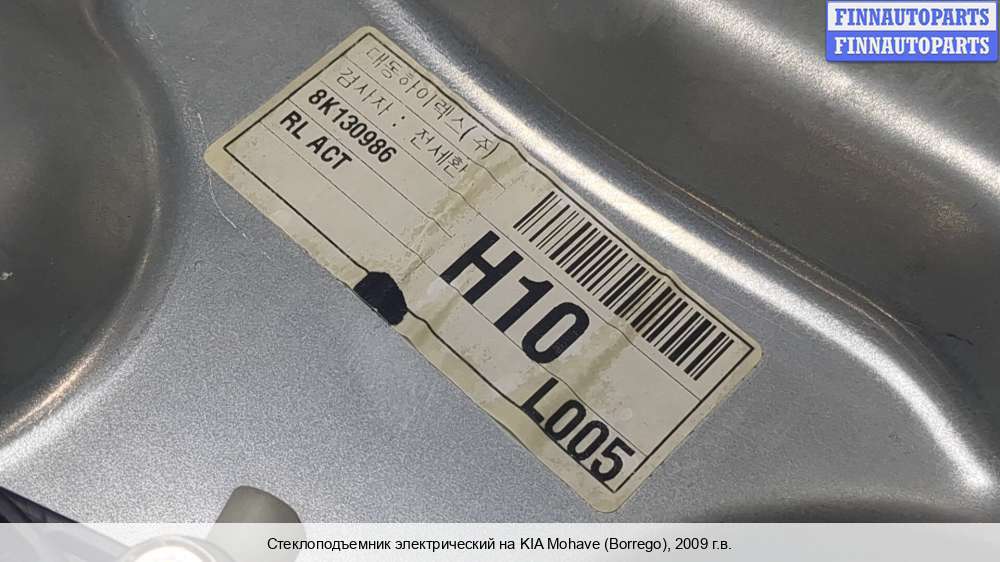 FINNAUTOPARTS
FINNAUTOPARTS
대동하이렉스(주)
검사자 : 전세환
8K130986
RL ACT
H10
L005
Стеклоподъемник электрический на KIA Mohave (Borrego), 2009 г.в.